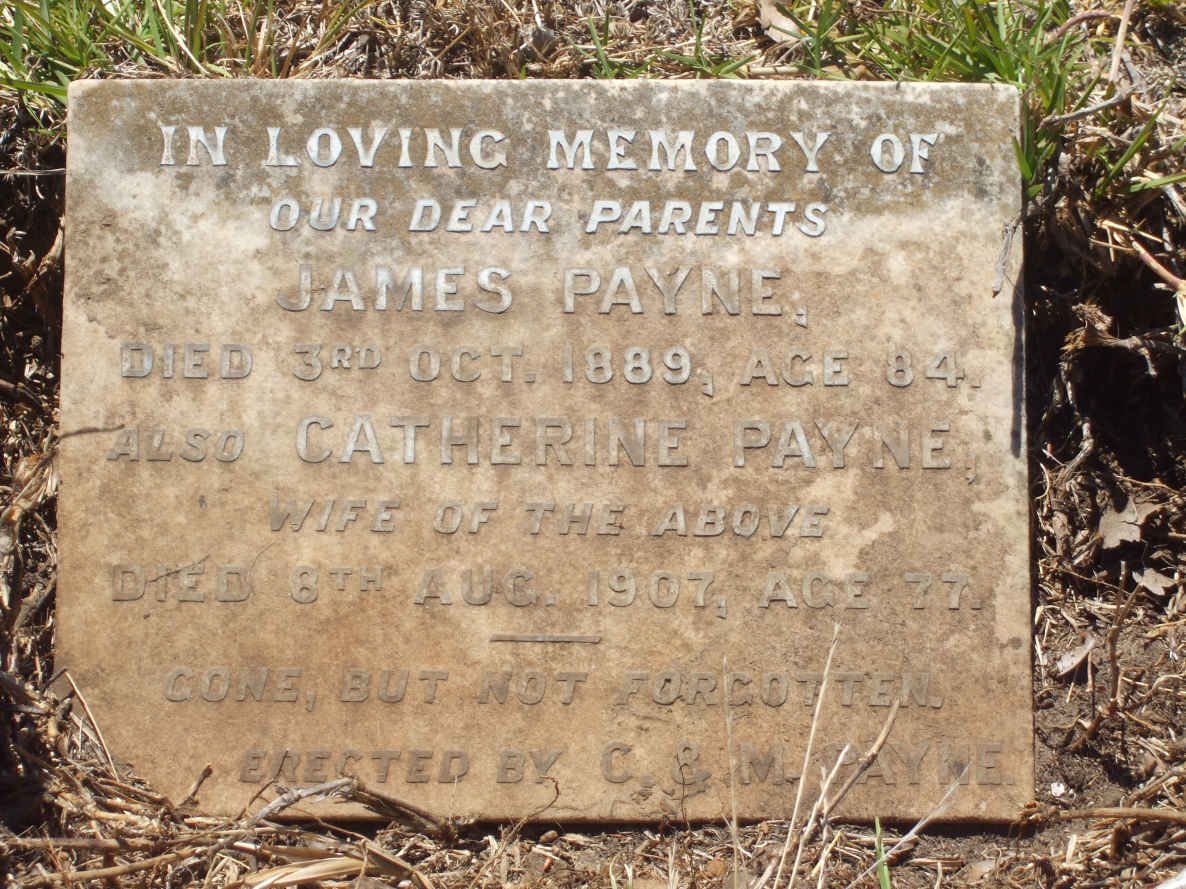 IN LOVING MEMORY OF
OUR DEAR PARENTS
JAMES PAYNE,
DIED 3RD OCT. 1889, AGE 84.
ALSO CATHERINE PAYNE,
WIFE OF THE ABOVE
DIED 8TH AUG. 1907, AGE 77.
GONE, BUT NOT FORGOTTEN.
ERECTED BY C. & M. PAYNE.